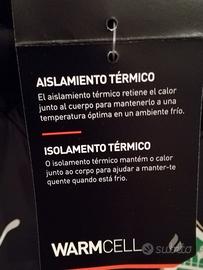 AISLAMIENTO TÉRMICO
El aislamiento térmico retiene el calor
junto al cuerpo para mantenerlo a una
temperatura óptima en un ambiente frío.
ISOLAMENTO TÉRMICO
O isolamento térmico mantém o calor
junto ao corpo para ajudar a manter-te
quente quando está frio.
WARMCELL
subito